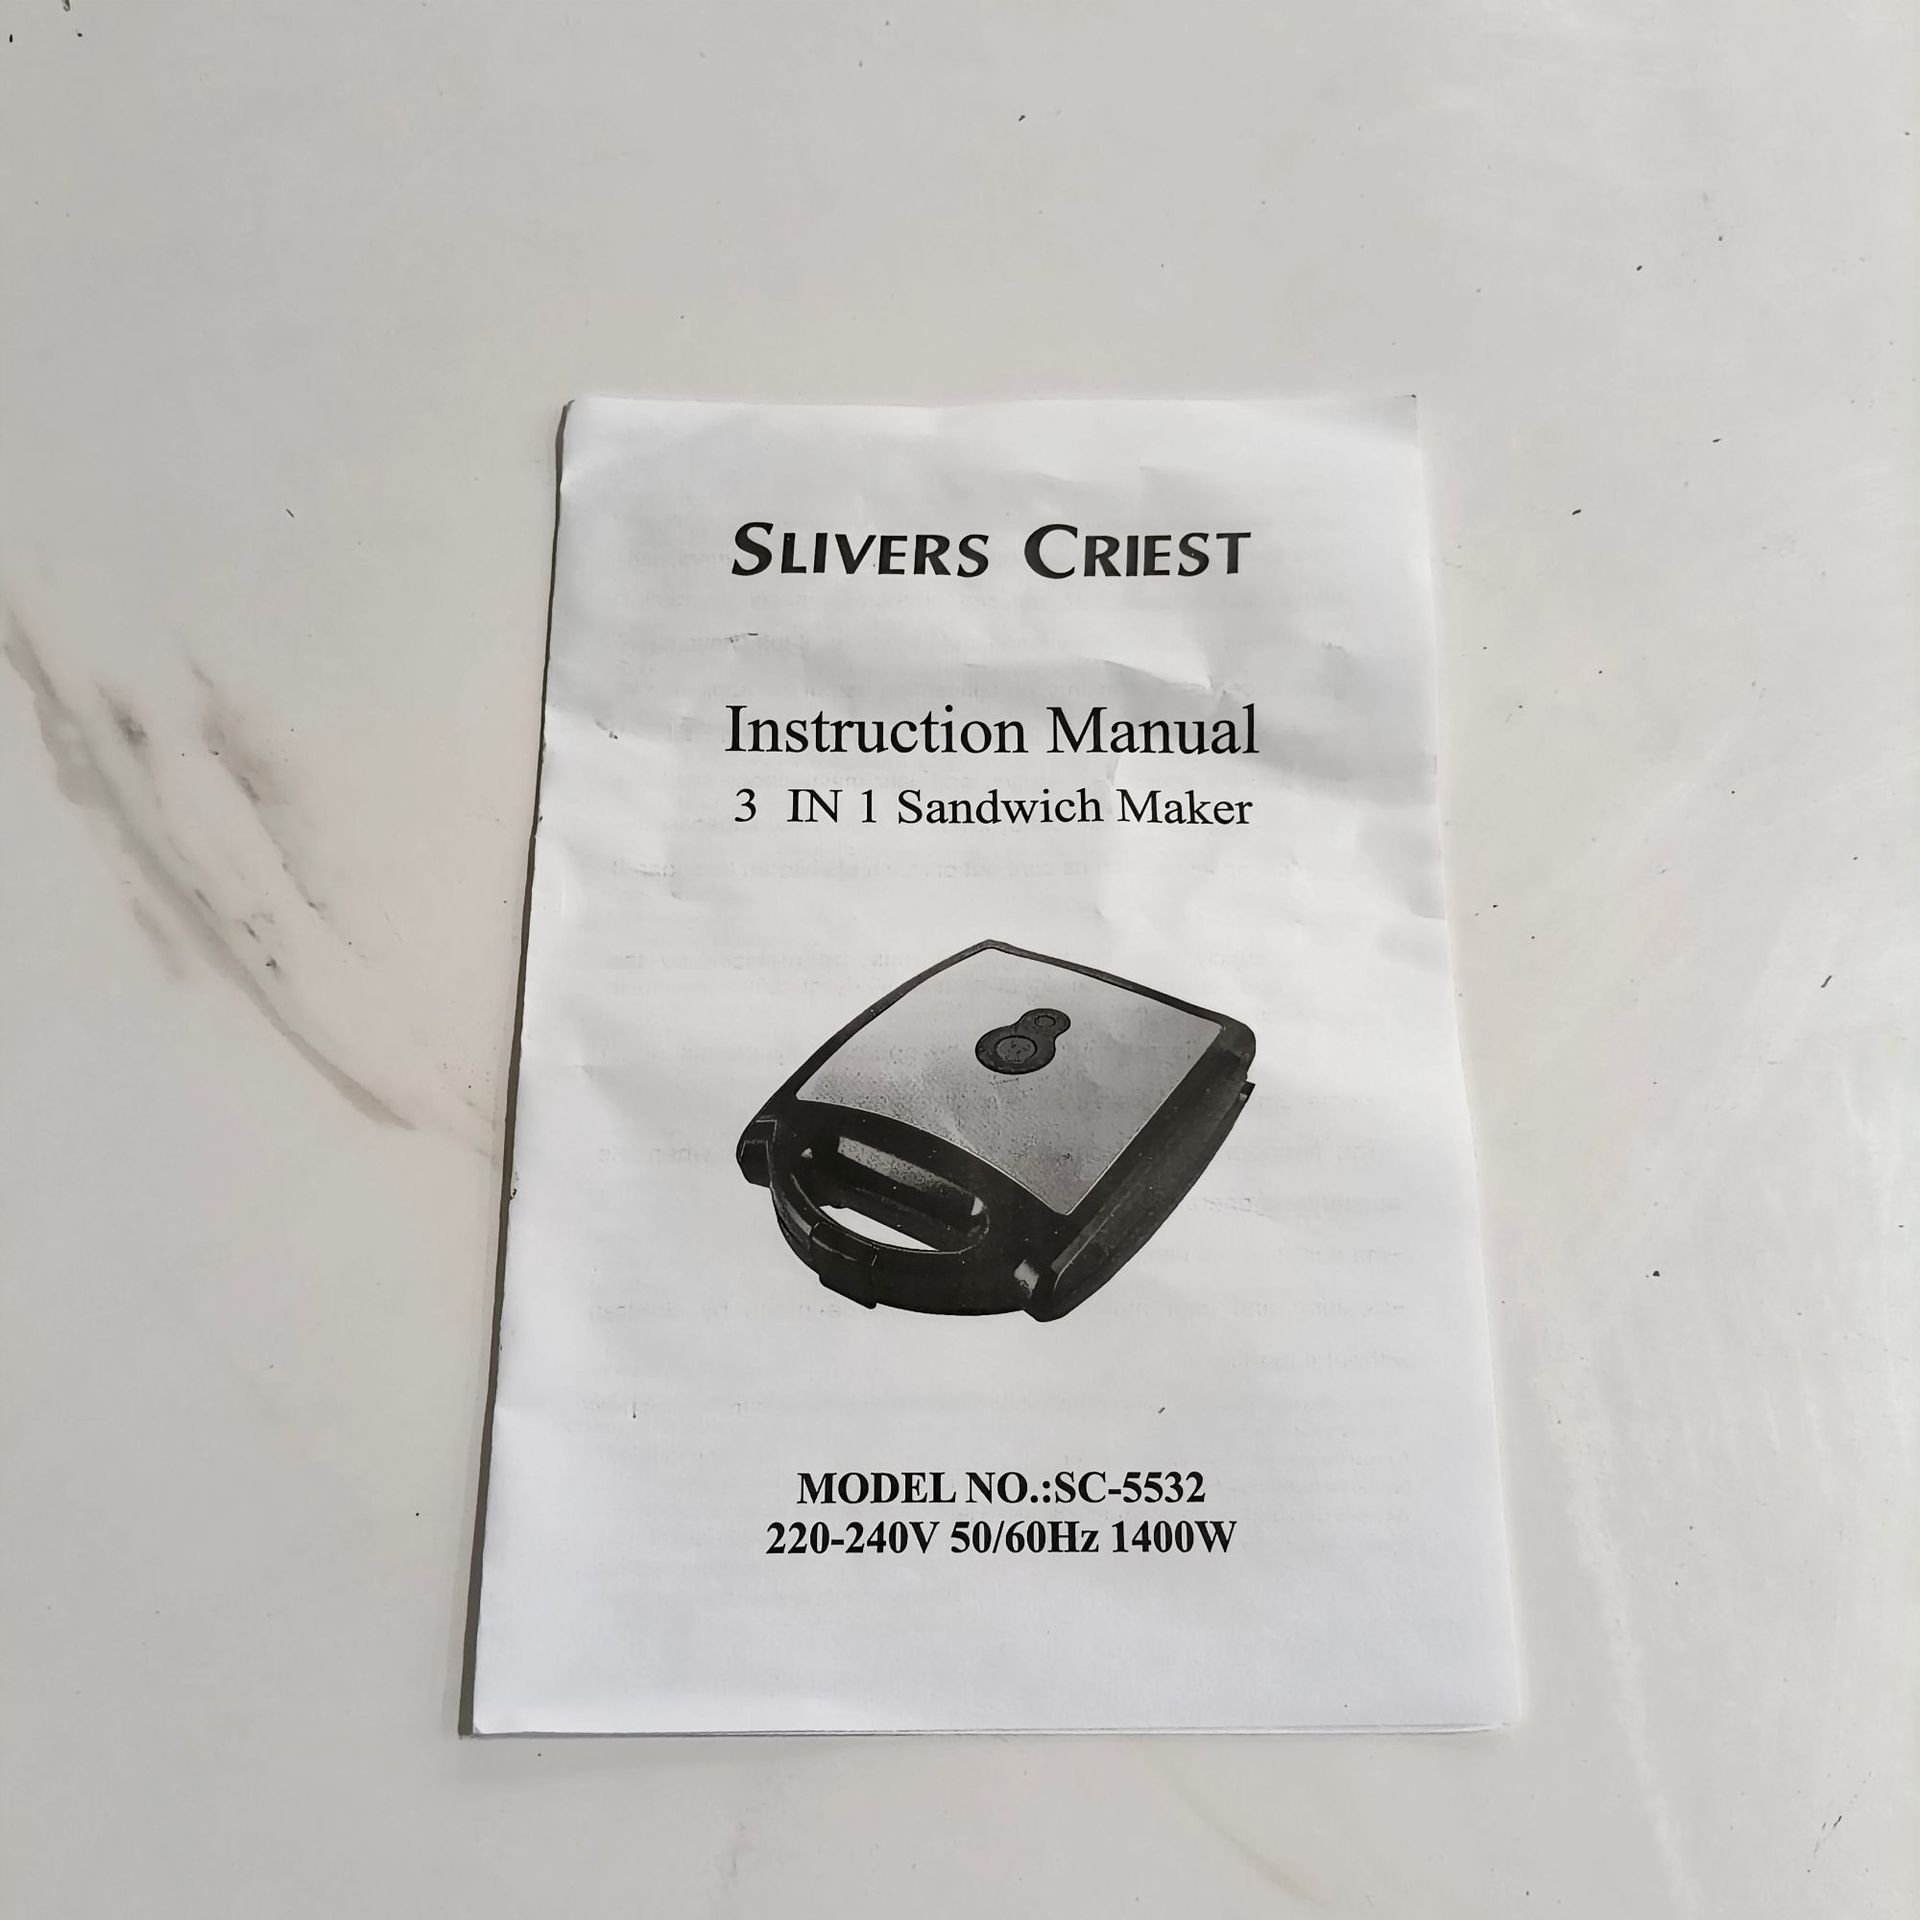 SLIVERS CRIEST
Instruction Manual
3 IN 1 Sandwich Maker
MODEL NO.:SC-5532
220-240V 50/60Hz 1400W